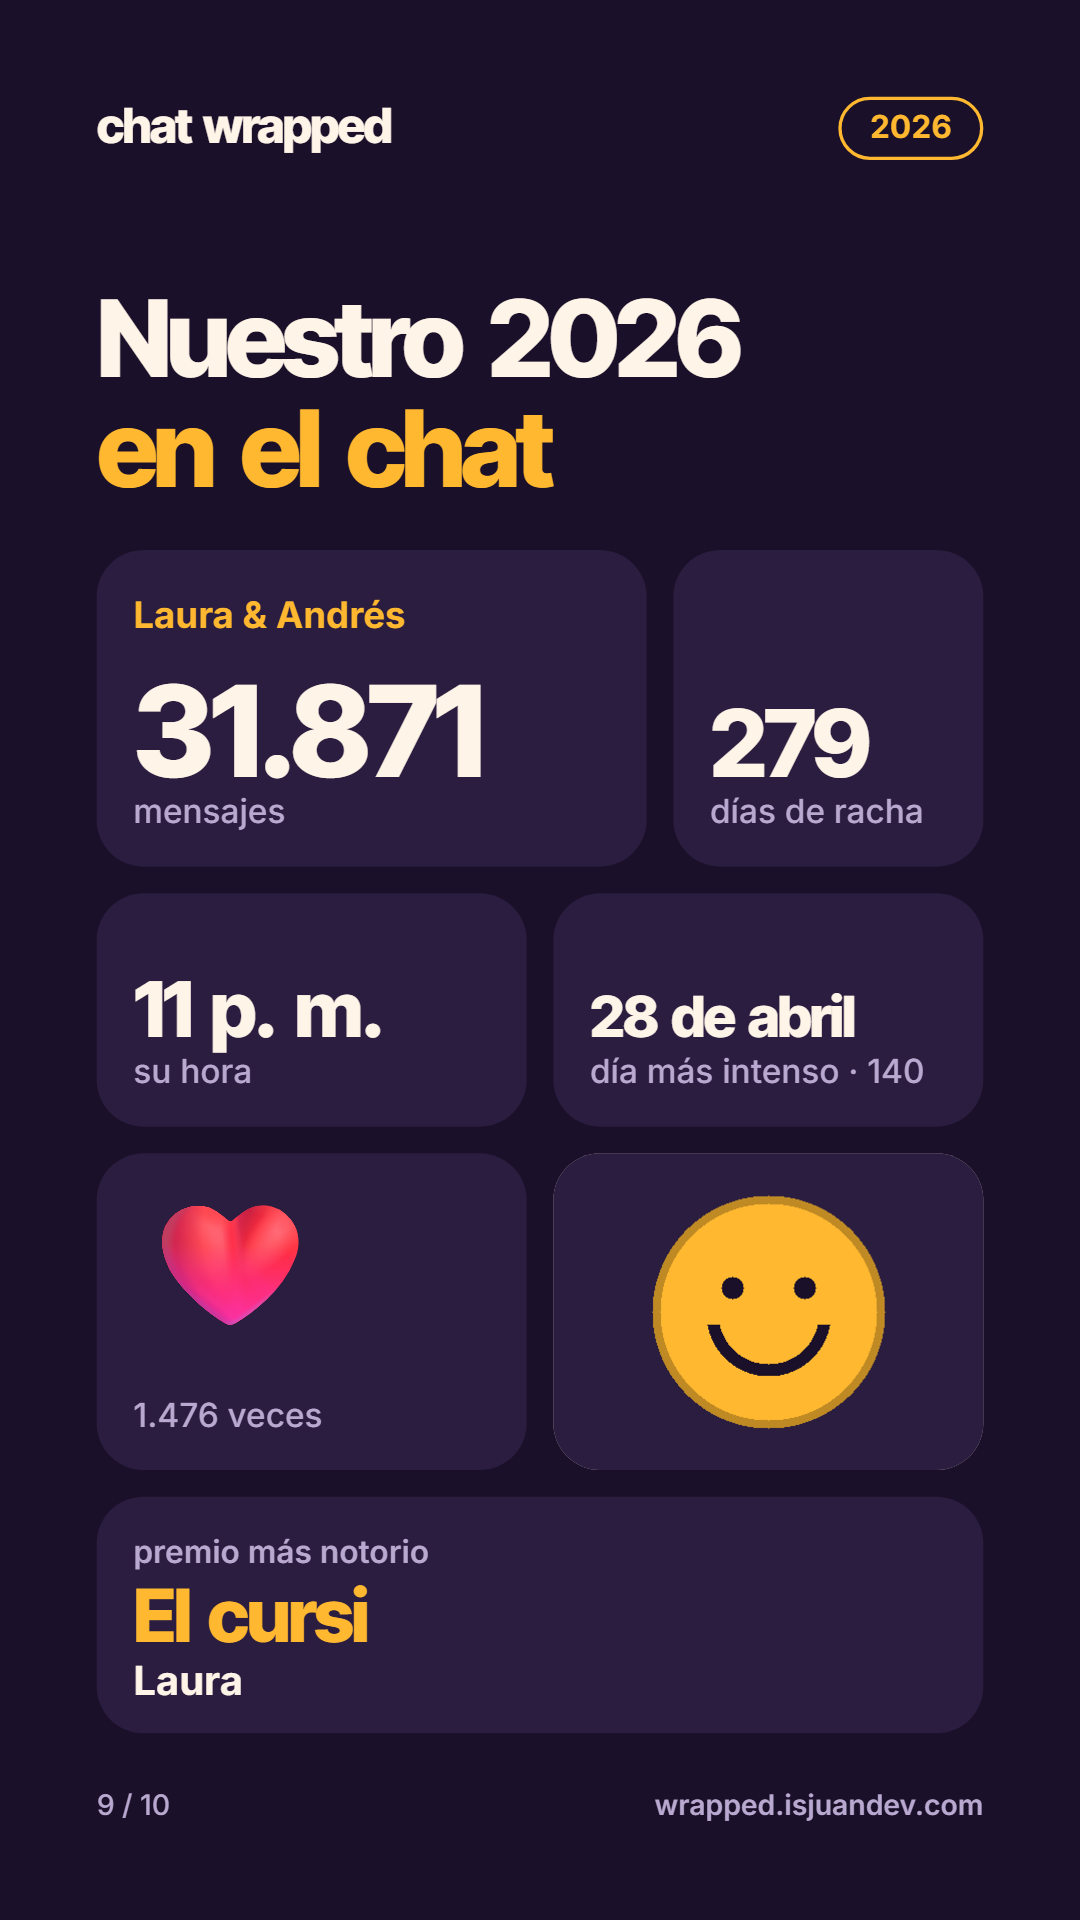 chat wrapped
2026
Nuestro 2026
en el chat
Laura & Andrés
31.871
mensajes
279
días de racha
11 p. m.
su hora
28 de abril
día más intenso · 140
1.476 veces
premio más notorio
El cursi
Laura
9 / 10
wrapped.isjuandev.com